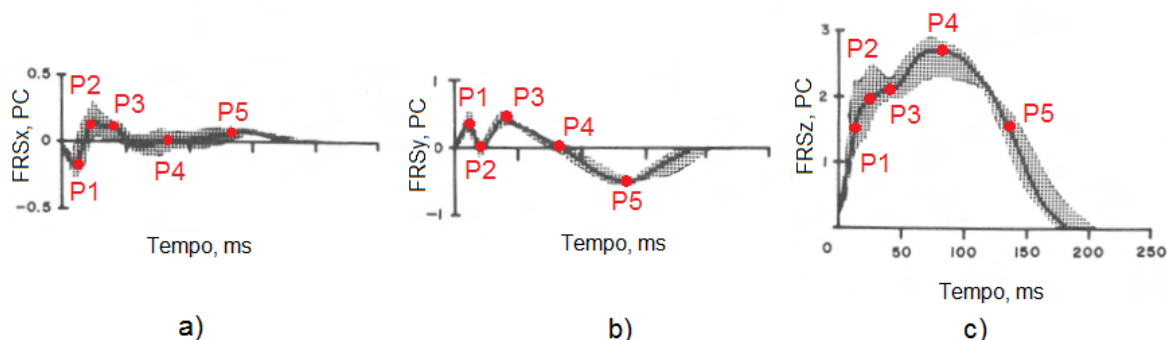 0.5
0
-0.5
FRSx, PC
P1
P2
P3
P4
P5
Tempo, ms
a)
1
0
-1
FRSy, PC
P1
P2
P3
P4
P5
Tempo, ms
b)
3
2
1
FRSz, PC
P1
P2
P3
P4
P5
0 50 100 150 200 250
Tempo, ms
c)